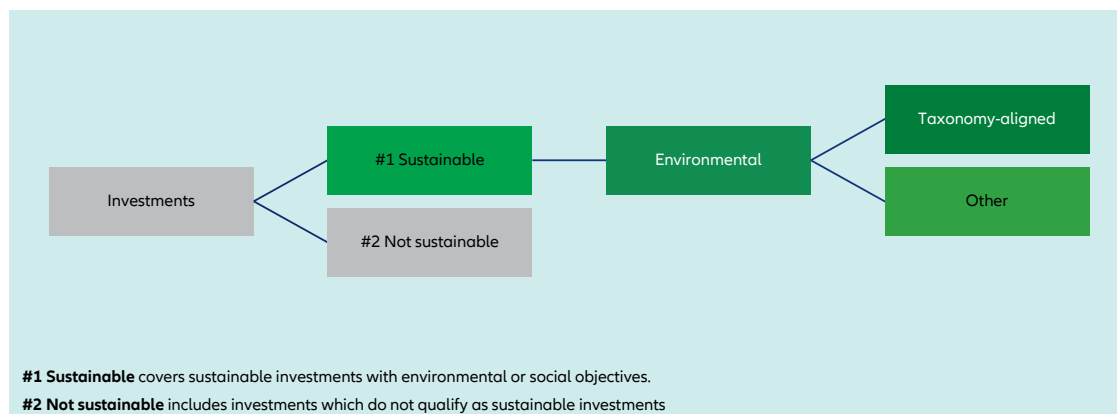 Taxonomy-aligned
#1 Sustainable
Environmental
Investments
Other
#2 Not sustainable
#1 Sustainable covers sustainable investments with environmental or social objectives.
#2 Not sustainable includes investments which do not qualify as sustainable investments